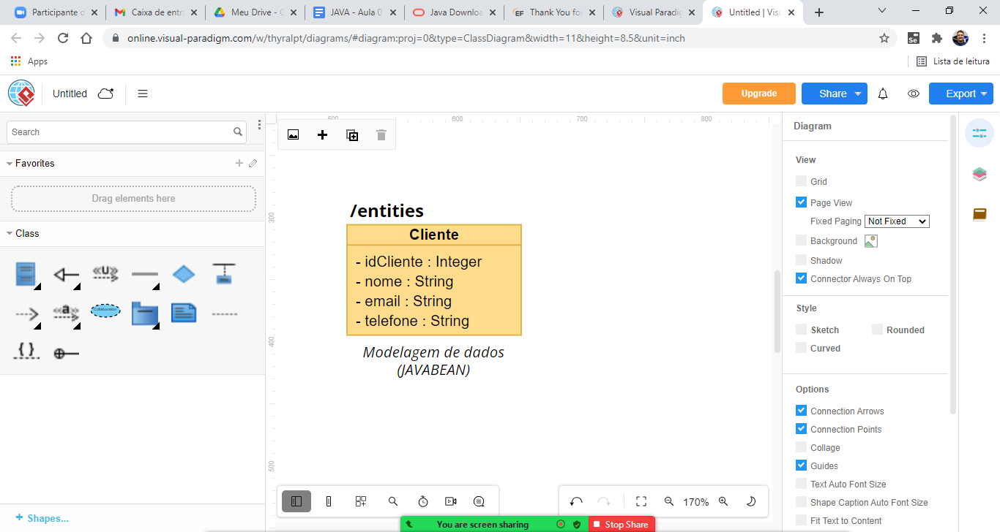 Participante d
Caixa de entra
Meu Drive - G
JAVA - Aula 0
Java Downloa
EF
Thank You for
Visual Paradig
Untitled | Visu
online.visual-paradigm.com/w/thyralpt/diagrams/#diagram:proj=0&type=ClassDiagram&width=11&height=8.5&unit=inch
Se
Apps
Lista de leitura
Untitled
Upgrade
Share
Export
Search
Favorites
Drag elements here
Class
<<U>>
<<a>>
Collaboration
{ }
Shapes...
500
600
700
800
300
400
500
/entities
Cliente
- idCliente : Integer
- nome : String
- email : String
- telefone : String
Modelagem de dados
(JAVABEAN)
170%
You are screen sharing
Stop Share
Diagram
View
Grid
Page View
Fixed Paging Not Fixed
Background
Shadow
Connector Always On Top
Style
Sketch
Rounded
Curved
Options
Connection Arrows
Connection Points
Collage
Guides
Text Auto Font Size
Shape Caption Auto Font Size
Fit Text to Content